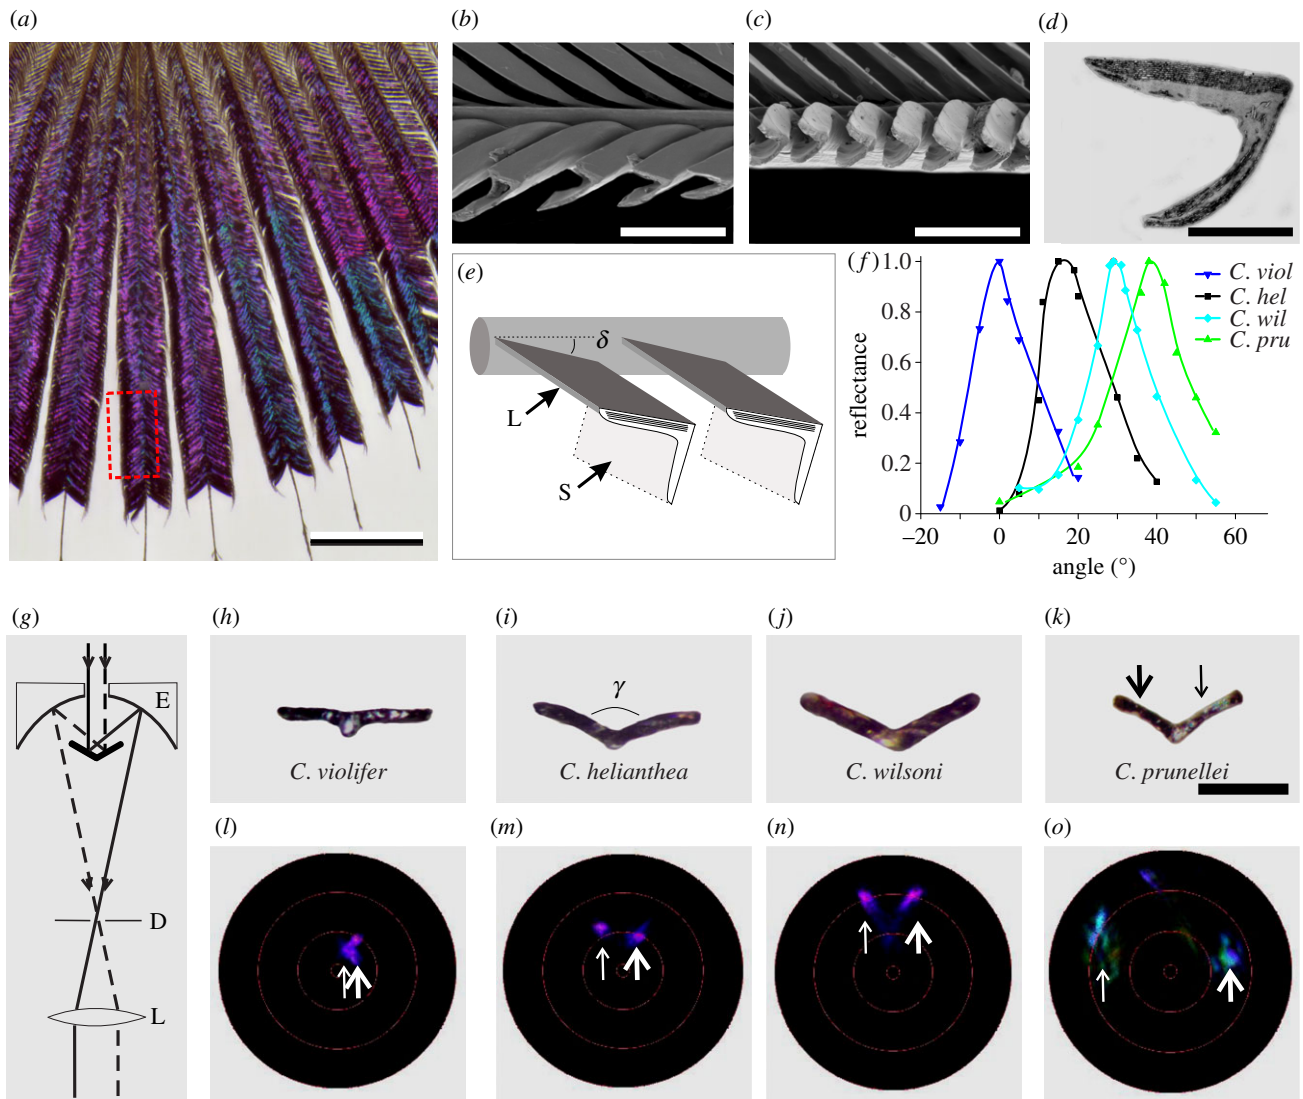 (a)
(b)
(c)
(d)
(e)
δ
L
S
(f)
1.0
0.8
0.6
0.4
0.2
0
reflectance
–20
0
20
40
60
angle (°)
C. viol
C. hel
C. wil
C. pru
(g)
E
D
L
(h)
C. violifer
(i)
γ
C. helianthea
(j)
C. wilsoni
(k)
C. prunellei
(l)
(m)
(n)
(o)